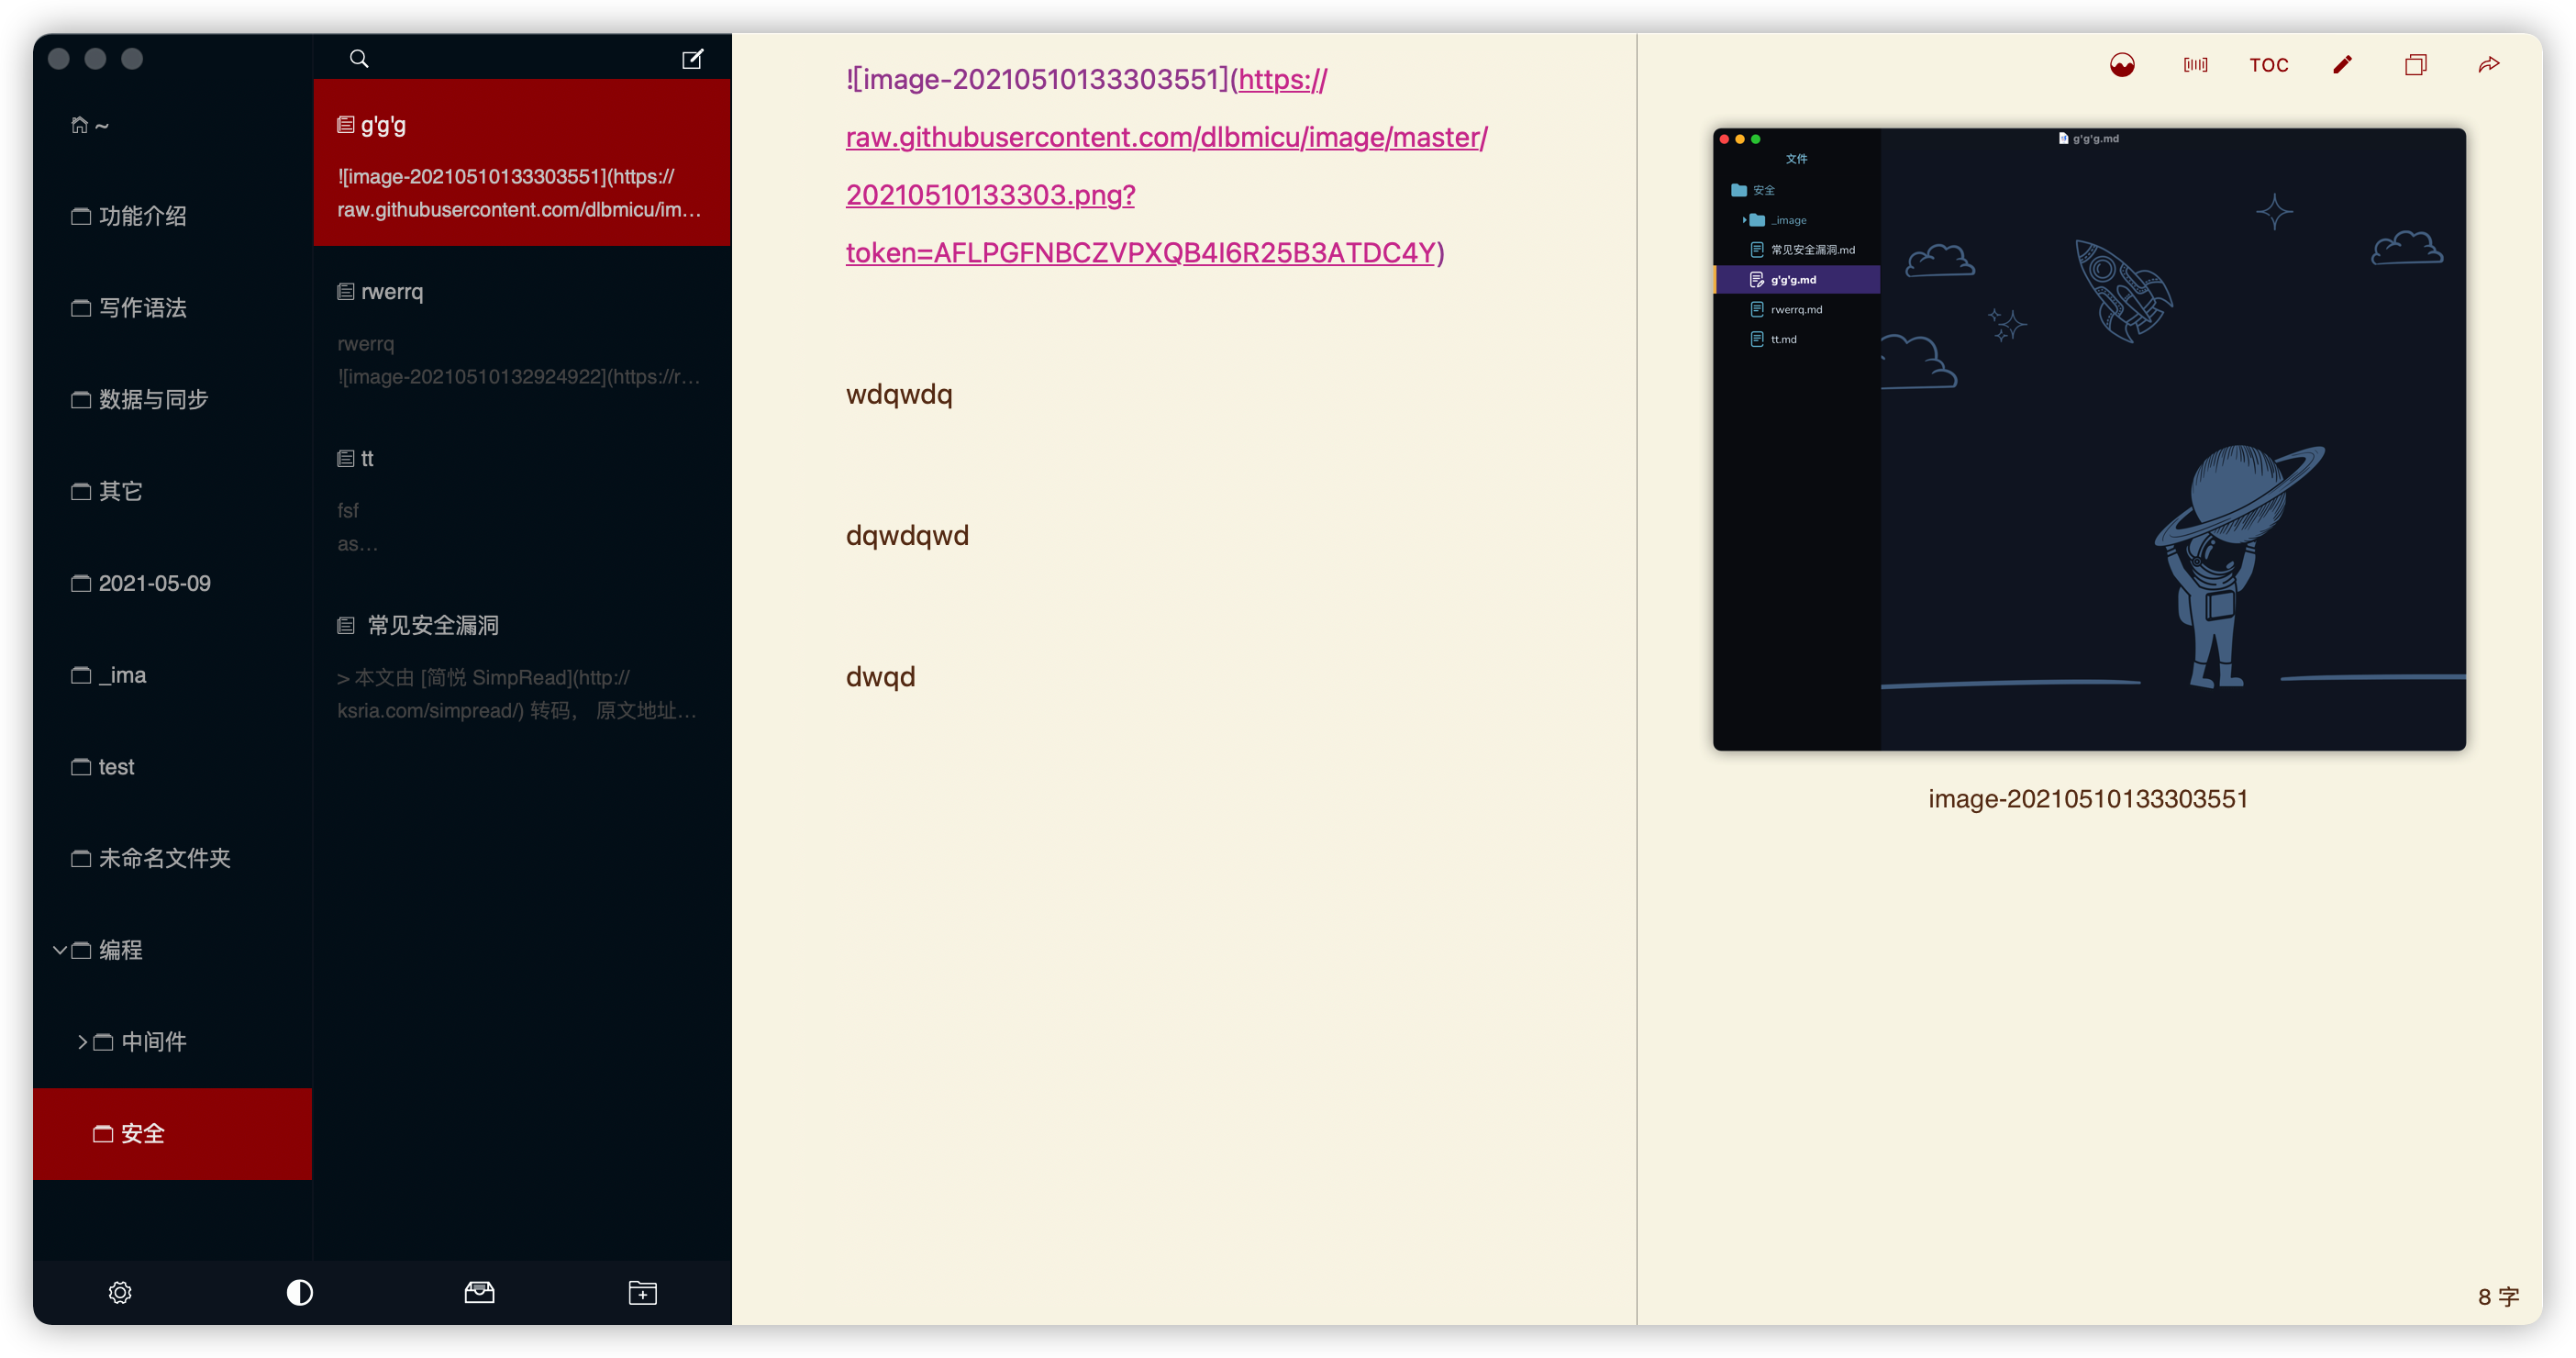 ~
功能介绍
写作语法
数据与同步
其它
2021-05-09
_ima
test
未命名文件夹
编程
中间件
安全
g'g'g
![image-20210510133303551](https://
raw.githubusercontent.com/dlbmicu/im...
rwerrq
rwerrq
![image-20210510132924922](https://r...
tt
fsf
as...
常见安全漏洞
> 本文由 [简悦 SimpRead](http://
ksria.com/simpread/) 转码， 原文地址...
![image-20210510133303551](https://
raw.githubusercontent.com/dlbmicu/image/master/
20210510133303.png?
token=AFLPGFNBCZVPXQB4I6R25B3ATDC4Y)
wdqwdq
dqwdqwd
dwqd
TOC
g'g'g.md
文件
安全
_image
常见安全漏洞.md
g'g'g.md
rwerrq.md
tt.md
image-20210510133303551
8 字